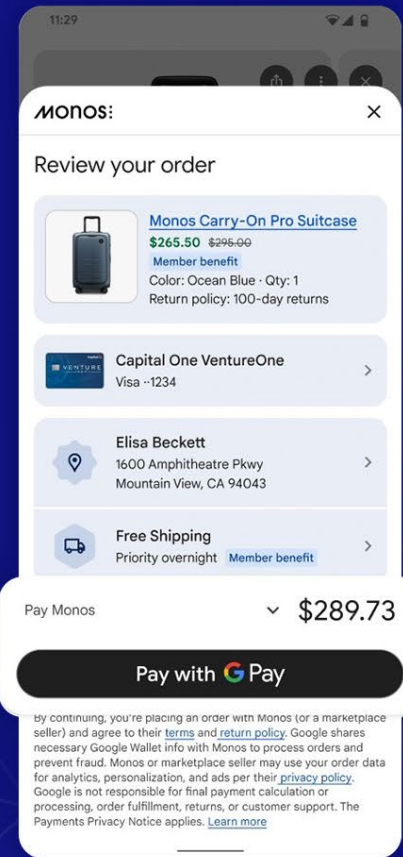 11:29
MONOS:
Review your order
Monos Carry-On Pro Suitcase
$265.50 $295.00
Member benefit
Color: Ocean Blue · Qty: 1
Return policy: 100-day returns
VENTURE
Capital One VentureOne
Visa ··1234
Elisa Beckett
1600 Amphitheatre Pkwy
Mountain View, CA 94043
Free Shipping
Priority overnight Member benefit
Pay Monos $289.73
Pay with G Pay
By continuing, you're placing an order with Monos (or a marketplace
seller) and agree to their terms and return policy. Google shares
necessary Google Wallet info with Monos to process orders and
prevent fraud. Monos or marketplace seller may use your order data
for analytics, personalization, and ads per their privacy policy.
Google is not responsible for final payment calculation or
processing, order fulfillment, returns, or customer support. The
Payments Privacy Notice applies. Learn more